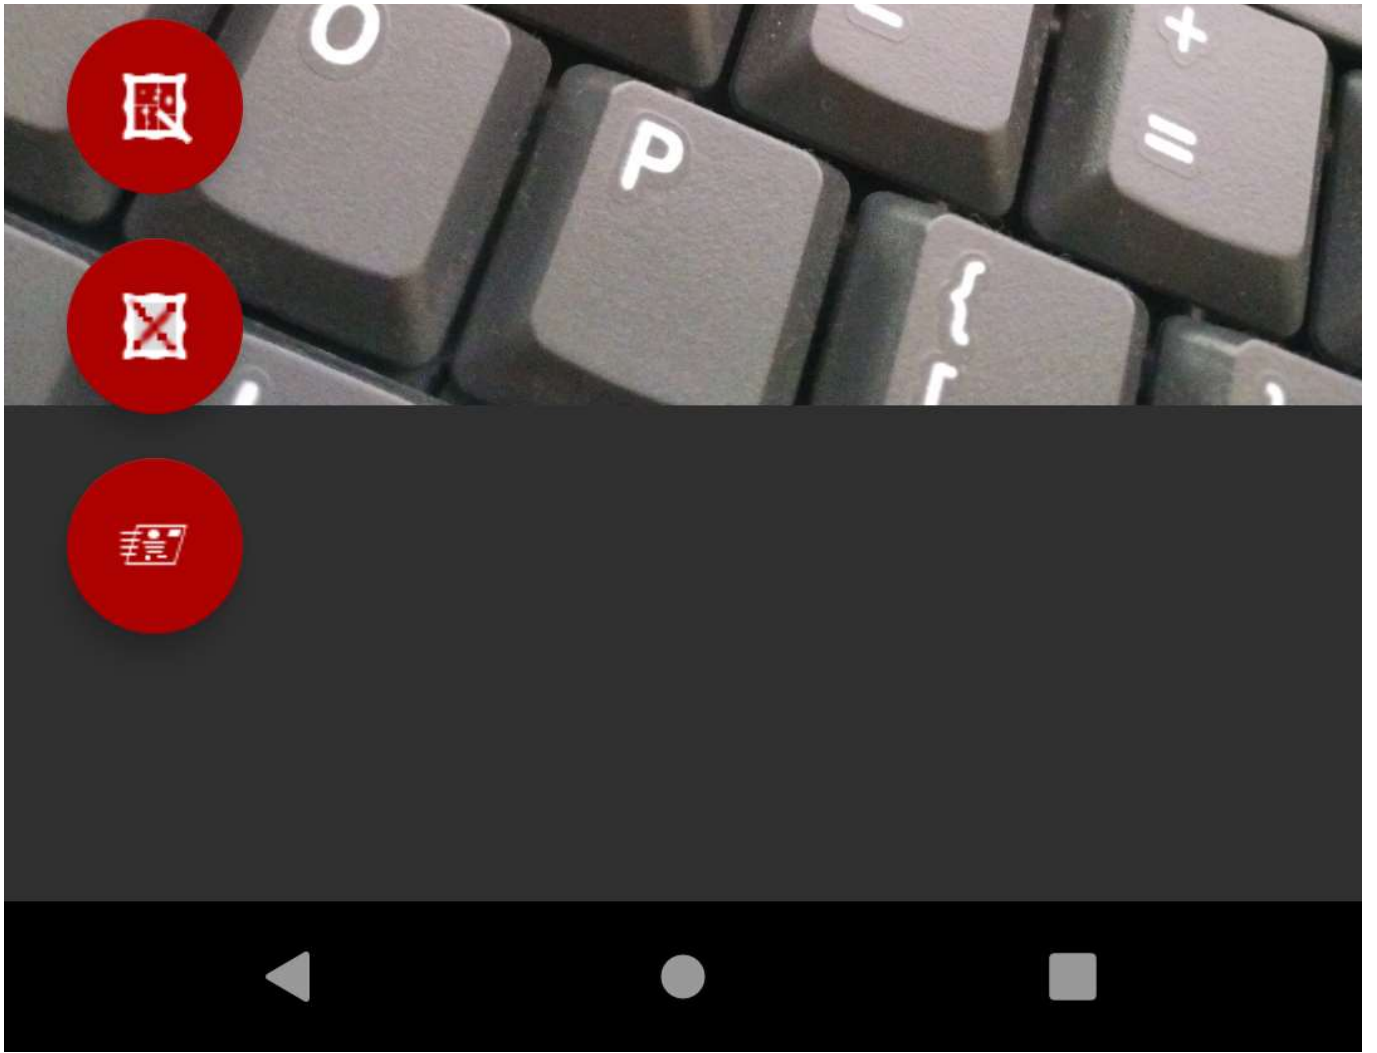 O
P
+
=
{
[